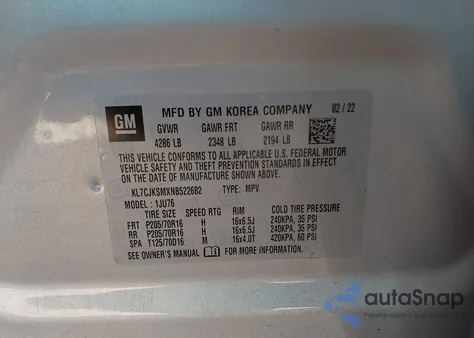 GM
MFD BY GM KOREA COMPANY 02/22
GVWR GAWR FRT GAWR RR
4286 LB 2348 LB 2194 LB
THIS VEHICLE CONFORMS TO ALL APPLICABLE U.S. FEDERAL MOTOR
VEHICLE SAFETY AND THEFT PREVENTION STANDARDS IN EFFECT
ON THE DATE OF MANUFACTURE SHOWN ABOVE.
KL7CJKSMXNB522682 TYPE: MPV
MODEL: 1JU76
TIRE SIZE SPEED RTG RIM COLD TIRE PRESSURE
FRT P205/70R16 H 16x6.5J 240KPA, 35 PSI
RR P205/70R16 H 16x6.5J 240KPA, 35 PSI
SPA T125/70D16 M 16x4.0T 420KPA, 60 PSI
SEE OWNER'S MANUAL FOR MORE INFORMATION.
autoSnap